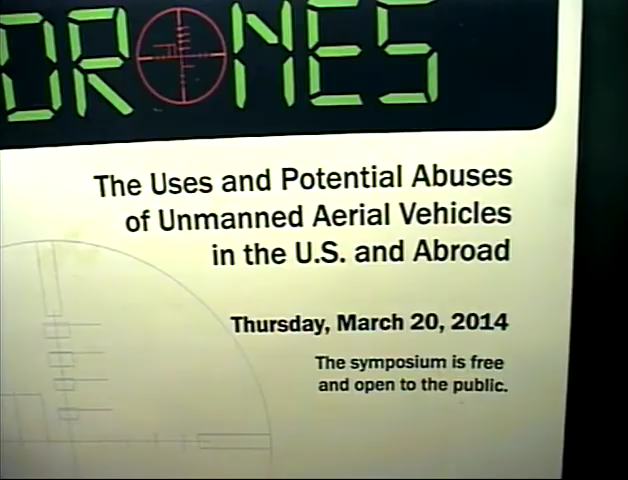 DRONES
The Uses and Potential Abuses
of Unmanned Aerial Vehicles
in the U.S. and Abroad
Thursday, March 20, 2014
The symposium is free
and open to the public.